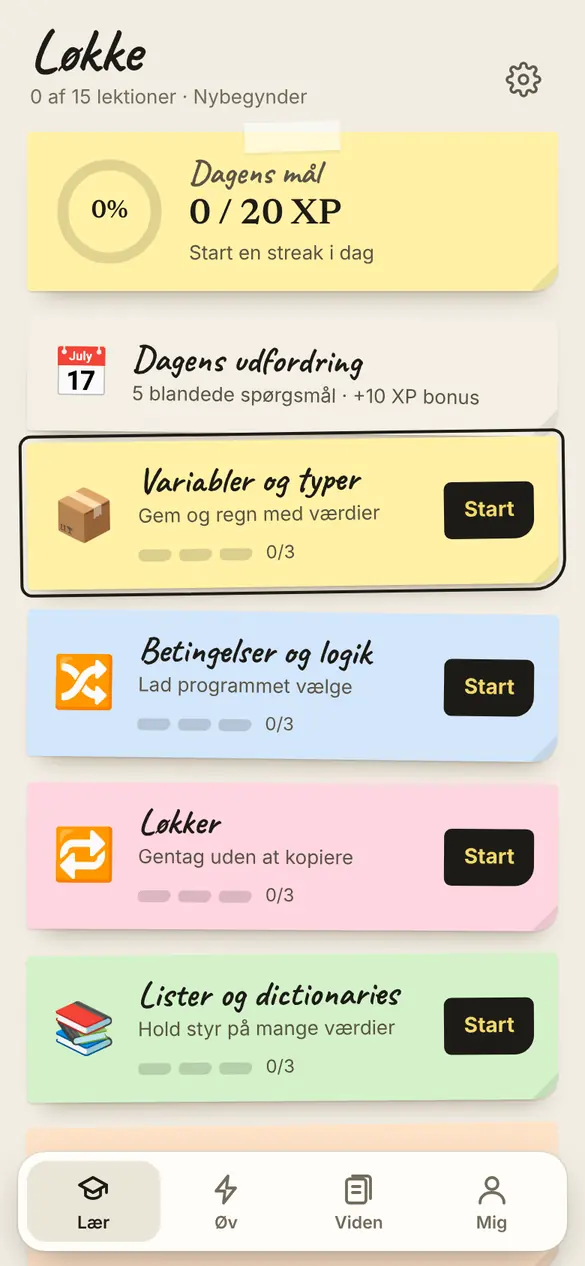 Løkke
0 af 15 lektioner · Nybegynder
0%
Dagens mål
0 / 20 XP
Start en streak i dag
July
17
Dagens udfordring
5 blandede spørgsmål · +10 XP bonus
Variabler og typer
Gem og regn med værdier
0/3
Start
Betingelser og logik
Lad programmet vælge
0/3
Start
Løkker
Gentag uden at kopiere
0/3
Start
Lister og dictionaries
Hold styr på mange værdier
0/3
Start
Lær
Øv
Viden
Mig